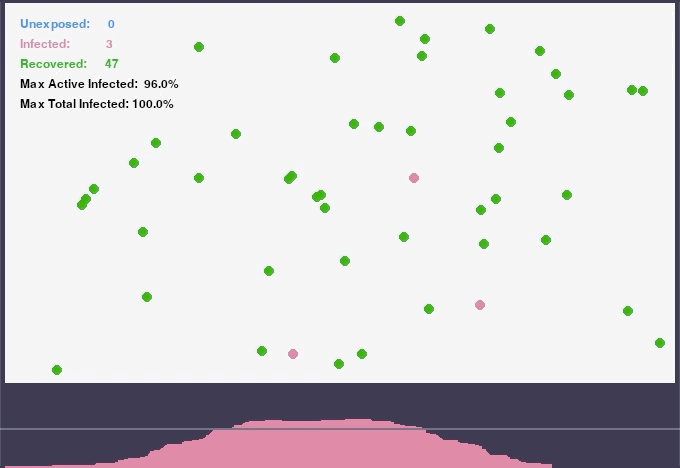 Unexposed: 0
Infected: 3
Recovered: 47
Max Active Infected: 96.0%
Max Total Infected: 100.0%